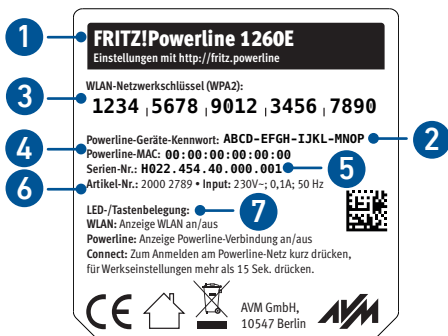 1 FRITZ!Powerline 1260E
Einstellungen mit http://fritz.powerline
WLAN-Netzwerkschlüssel (WPA2):
3 1234 5678 9012 3456 7890
Powerline-Geräte-Kennwort: ABCD-EFGH-IJKL-MNOP 2
4 Powerline-MAC: 00:00:00:00:00:00
Serien-Nr.: H022.454.40.000.001 5
6 Artikel-Nr.: 2000 2789 • Input: 230V~; 0,1A; 50 Hz
LED-/Tastenbelegung: 7
WLAN: Anzeige WLAN an/aus
Powerline: Anzeige Powerline-Verbindung an/aus
Connect: Zum Anmelden am Powerline-Netz kurz drücken,
für Werkseinstellungen mehr als 15 Sek. drücken.
CE AVM GmbH, AVM
10547 Berlin